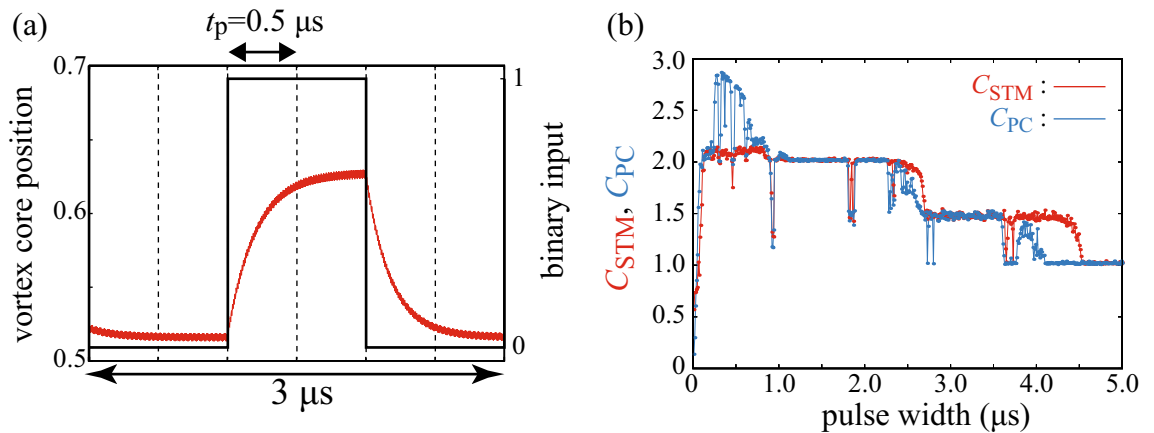 (a)
tp=0.5 μs
vortex core position
0.7
0.6
0.5
1
0
binary input
3 μs
(b)
CSTM, CPC
3.0
2.5
2.0
1.5
1.0
0.5
0
CSTM :
CPC :
0
1.0
2.0
3.0
4.0
5.0
pulse width (μs)